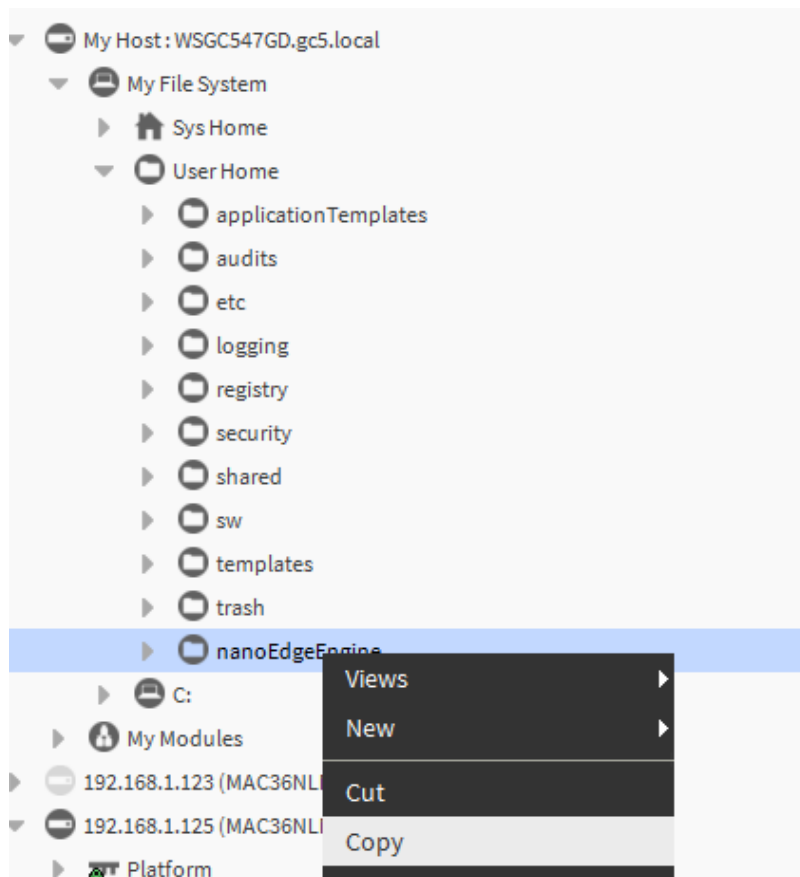 My Host : WSGC547GD.gc5.local
My File System
Sys Home
User Home
applicationTemplates
audits
etc
logging
registry
security
shared
sw
templates
trash
nanoEdgeEngine
Views
C:
New
My Modules
192.168.1.123 (MAC36NL
Cut
192.168.1.125 (MAC36NL
Copy
Platform